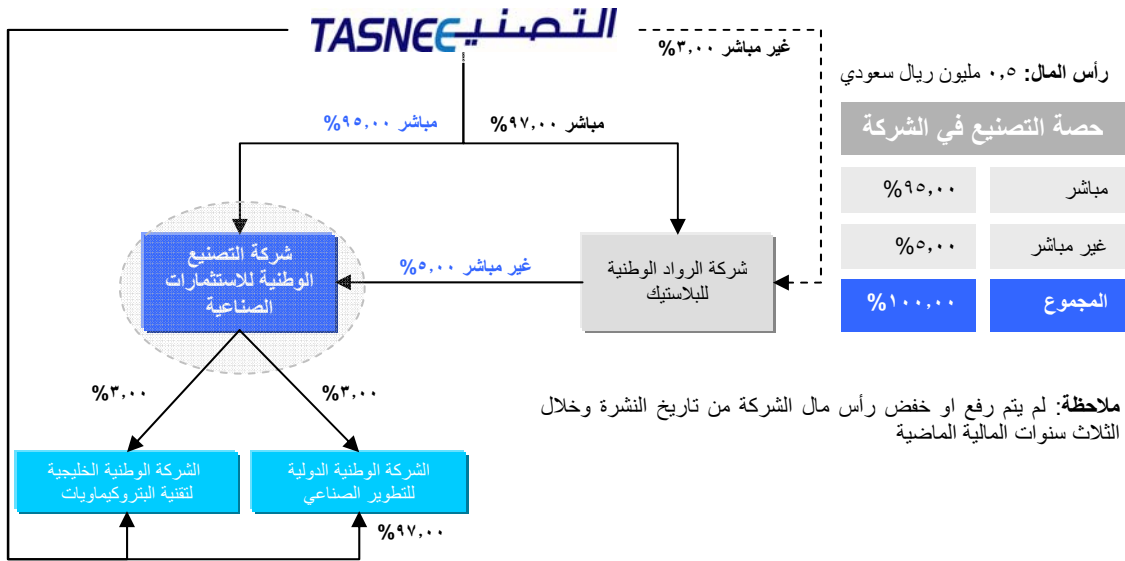 TASNEE التصنيع
غير مباشر ٣,٠٠%
رأس المال: ٠,٥ مليون ريال سعودي
حصة التصنيع في الشركة
مباشر ٩٥,٠٠%
غير مباشر ٥,٠٠%
المجموع ١٠٠,٠٠%
مباشر ٩٧,٠٠%
مباشر ٩٥,٠٠%
شركة الرواد الوطنية
للبلاستيك
غير مباشر ٥,٠٠%
شركة التصنيع
الوطنية للاستثمارات
الصناعية
٣,٠٠%
٣,٠٠%
ملاحظة: لم يتم رفع او خفض رأس مال الشركة من تاريخ النشرة وخلال
الثلاث سنوات المالية الماضية
الشركة الوطنية الدولية
للتطوير الصناعي
الشركة الوطنية الخليجية
لتقنية البتروكيماويات
٩٧,٠٠%